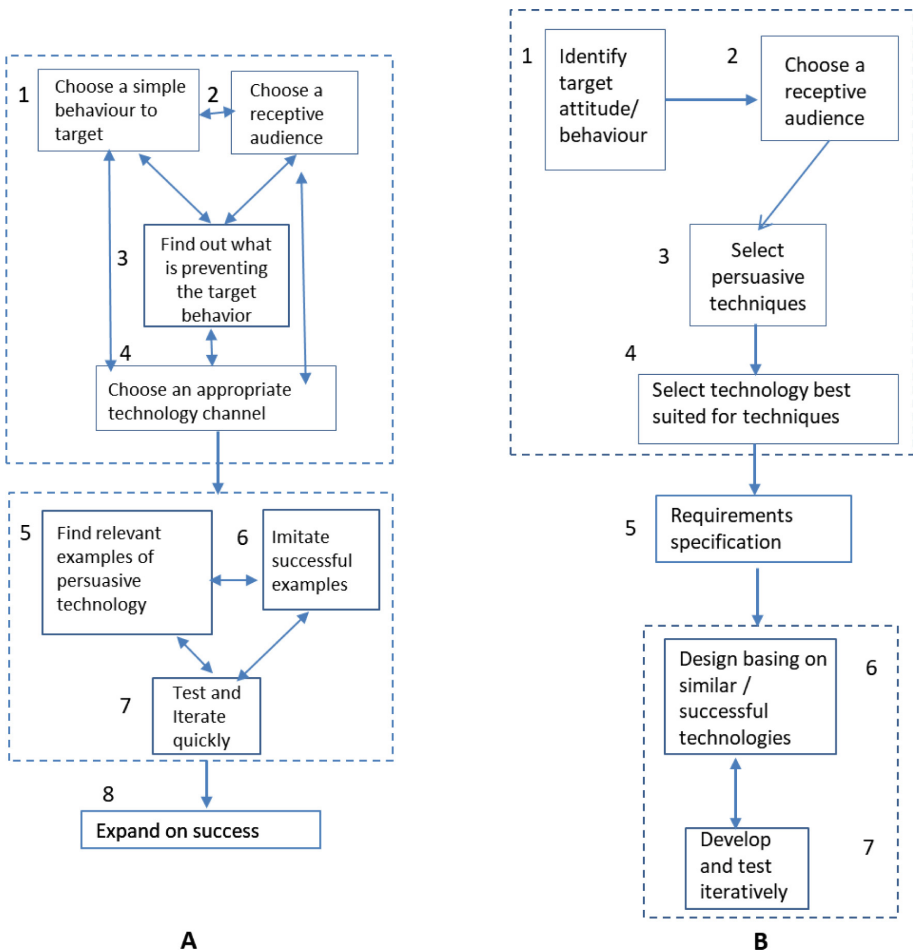 1
Choose a simple
behaviour to
target
2
Choose a
receptive
audience
3
Find out what
is preventing
the target
behavior
4
Choose an appropriate
technology channel
5
Find relevant
examples of
persuasive
technology
6
Imitate
successful
examples
7
Test and
Iterate
quickly
8
Expand on success
A
1
Identify
target
attitude/
behaviour
2
Choose a
receptive
audience
3
Select
persuasive
techniques
4
Select technology best
suited for techniques
5
Requirements
specification
Design basing on
similar /
successful
technologies
6
Develop
and test
iteratively
7
B